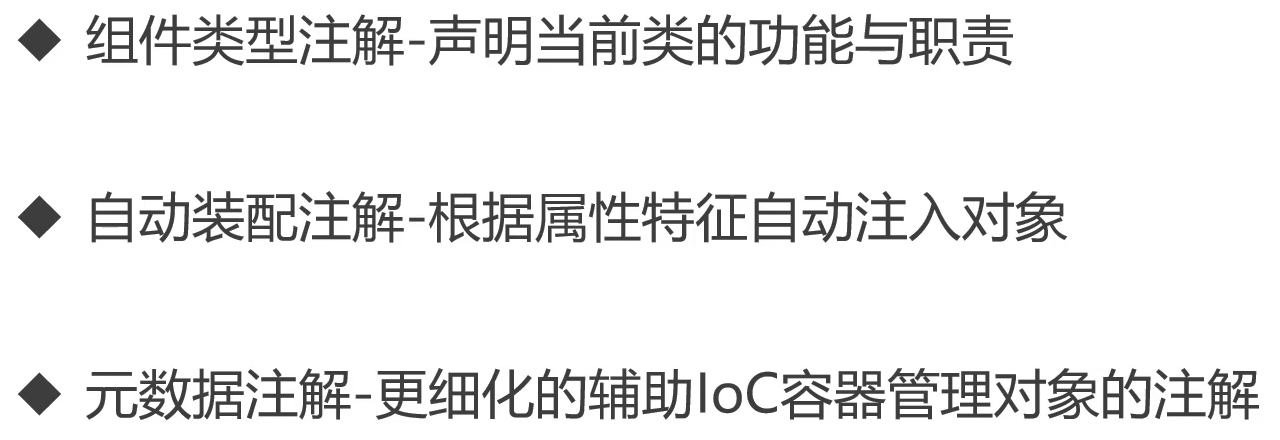 ◆ 组件类型注解-声明当前类的功能与职责
◆ 自动装配注解-根据属性特征自动注入对象
◆ 元数据注解-更细化的辅助IoC容器管理对象的注解